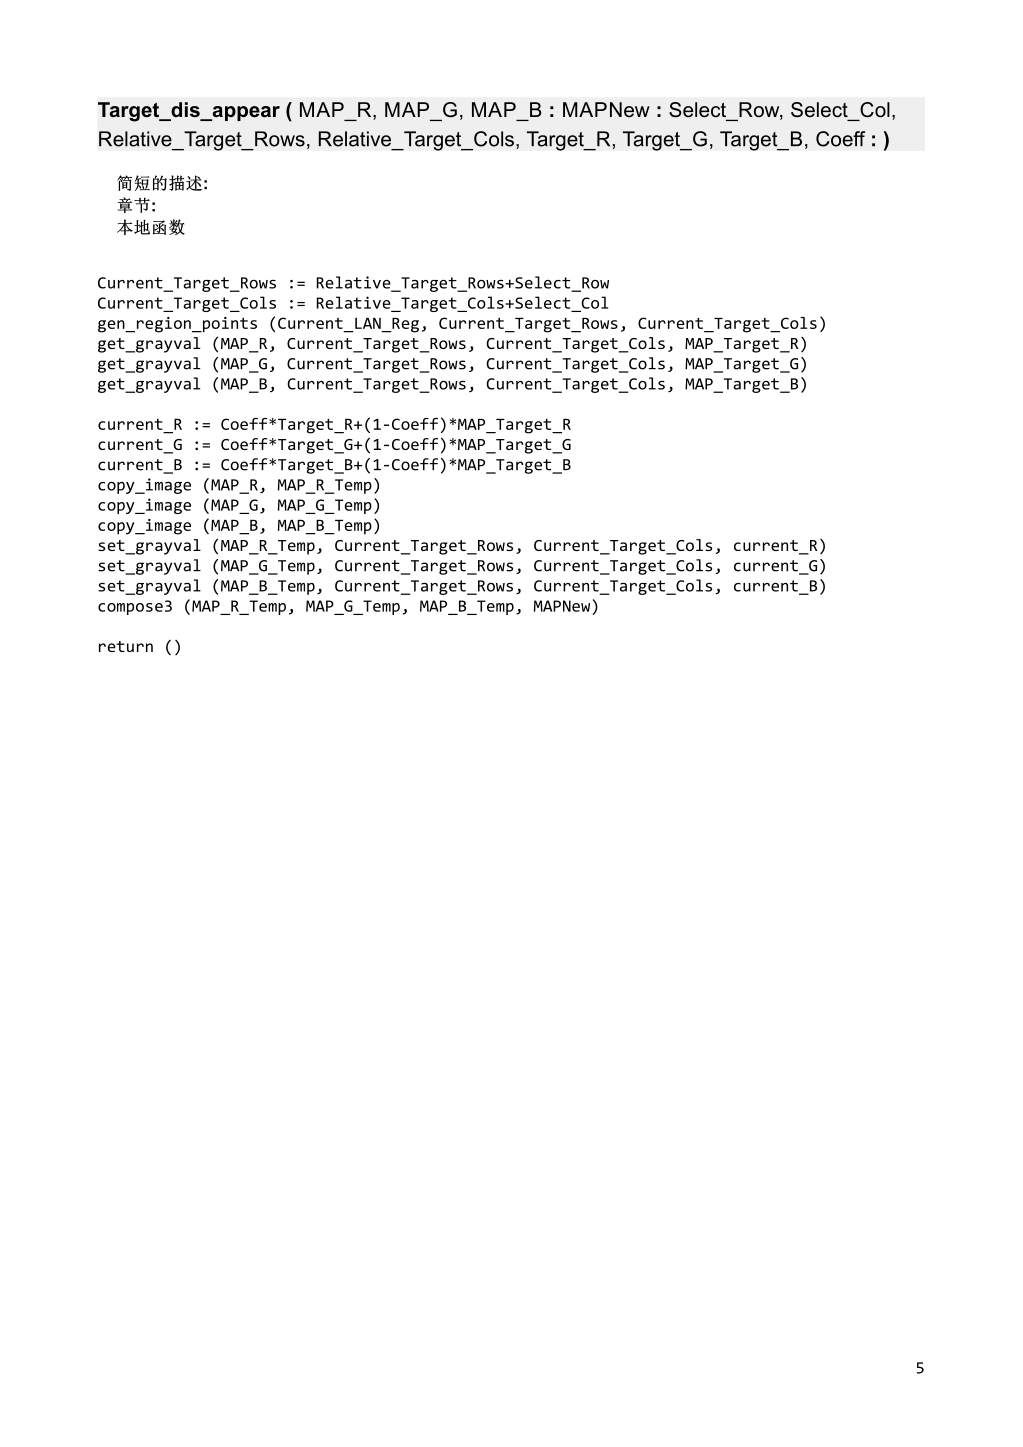 Target_dis_appear ( MAP_R, MAP_G, MAP_B : MAPNew : Select_Row, Select_Col,
Relative_Target_Rows, Relative_Target_Cols, Target_R, Target_G, Target_B, Coeff : )
简短的描述:
章节:
本地函数
Current_Target_Rows := Relative_Target_Rows+Select_Row
Current_Target_Cols := Relative_Target_Cols+Select_Col
gen_region_points (Current_LAN_Reg, Current_Target_Rows, Current_Target_Cols)
get_grayval (MAP_R, Current_Target_Rows, Current_Target_Cols, MAP_Target_R)
get_grayval (MAP_G, Current_Target_Rows, Current_Target_Cols, MAP_Target_G)
get_grayval (MAP_B, Current_Target_Rows, Current_Target_Cols, MAP_Target_B)
current_R := Coeff*Target_R+(1-Coeff)*MAP_Target_R
current_G := Coeff*Target_G+(1-Coeff)*MAP_Target_G
current_B := Coeff*Target_B+(1-Coeff)*MAP_Target_B
copy_image (MAP_R, MAP_R_Temp)
copy_image (MAP_G, MAP_G_Temp)
copy_image (MAP_B, MAP_B_Temp)
set_grayval (MAP_R_Temp, Current_Target_Rows, Current_Target_Cols, current_R)
set_grayval (MAP_G_Temp, Current_Target_Rows, Current_Target_Cols, current_G)
set_grayval (MAP_B_Temp, Current_Target_Rows, Current_Target_Cols, current_B)
compose3 (MAP_R_Temp, MAP_G_Temp, MAP_B_Temp, MAPNew)
return ()
5